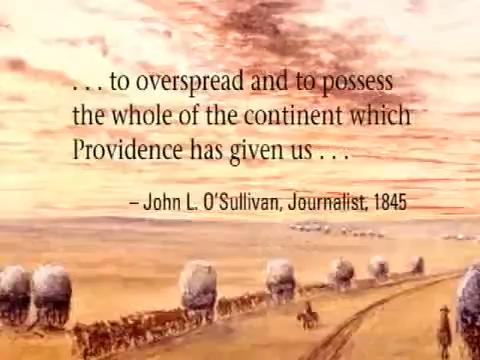 . . . to overspread and to possess
the whole of the continent which
Providence has given us . . .
– John L. O'Sullivan, Journalist, 1845